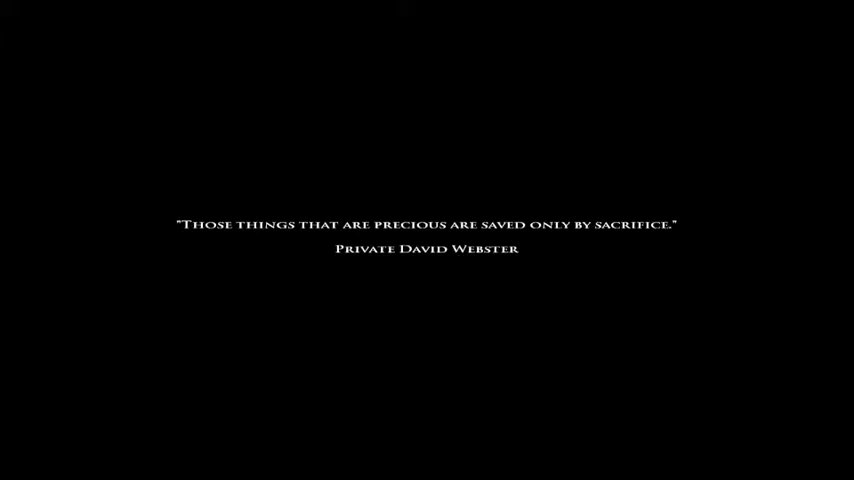 "Those things that are precious are saved only by sacrifice."
Private David Webster